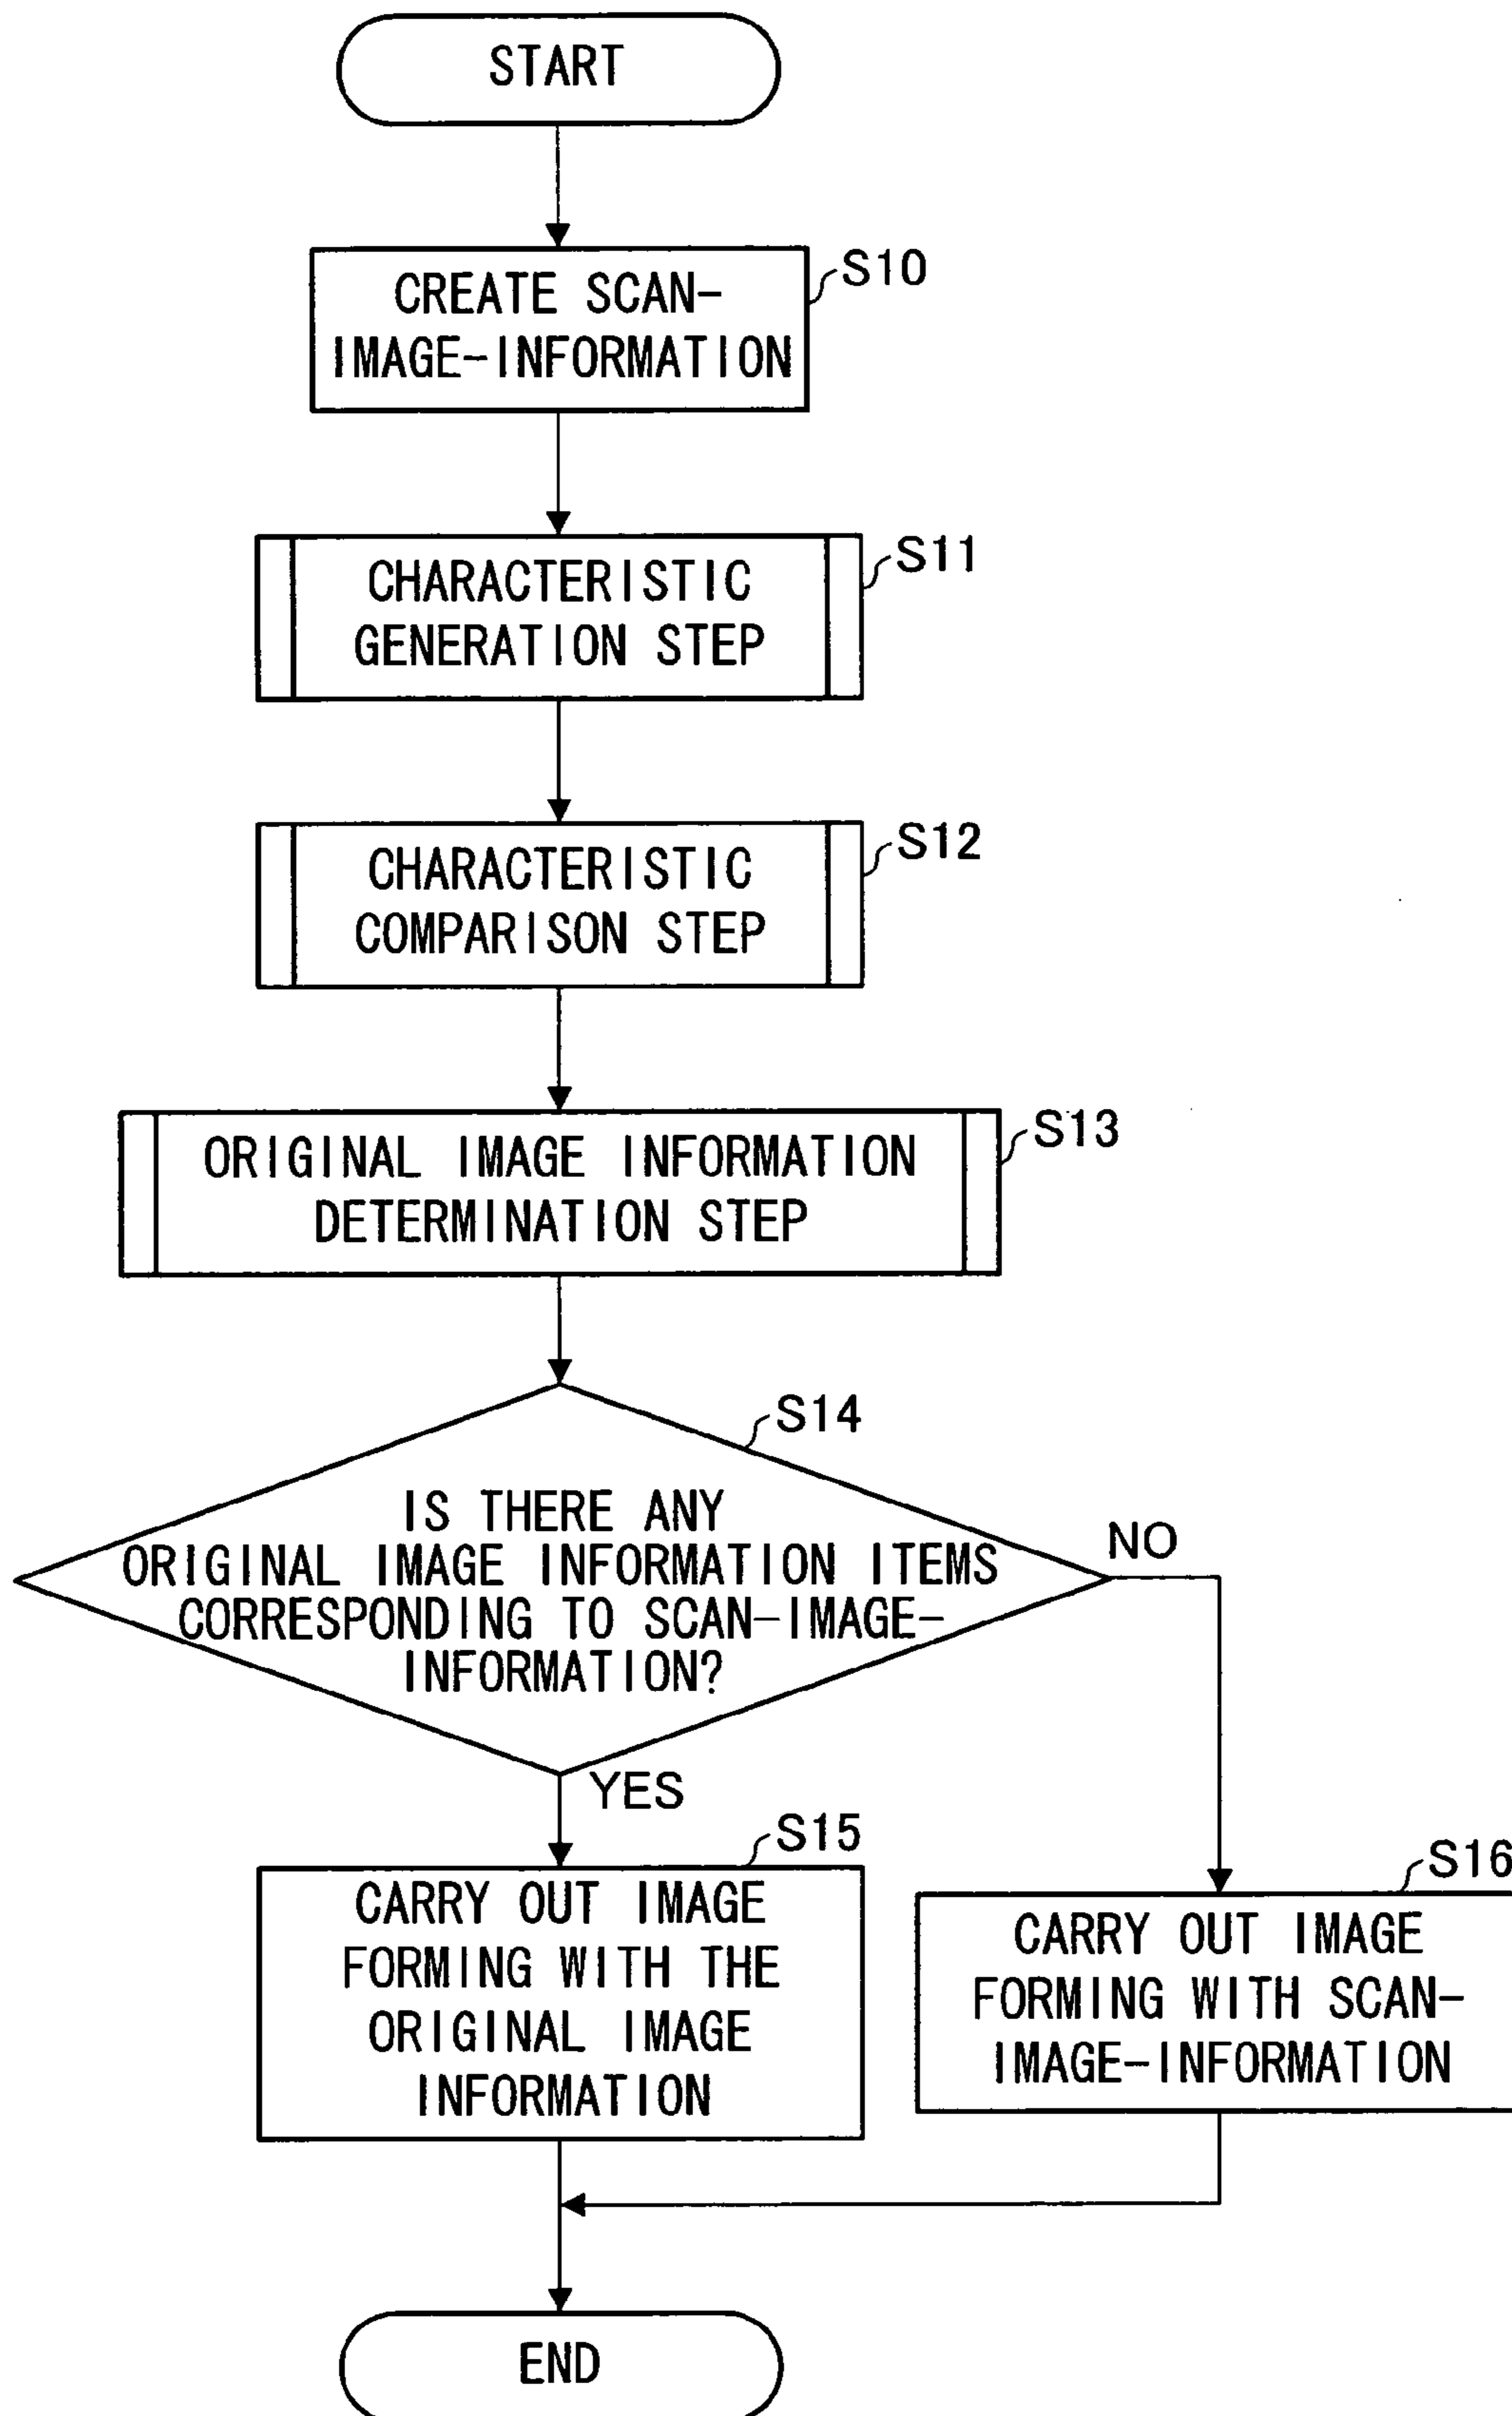 START
S10
CREATE SCAN-
IMAGE-INFORMATION
S11
CHARACTERISTIC
GENERATION STEP
S12
CHARACTERISTIC
COMPARISON STEP
S13
ORIGINAL IMAGE INFORMATION
DETERMINATION STEP
S14
IS THERE ANY
ORIGINAL IMAGE INFORMATION ITEMS
CORRESPONDING TO SCAN-IMAGE-
INFORMATION?
NO
YES
S15
CARRY OUT IMAGE
FORMING WITH THE
ORIGINAL IMAGE
INFORMATION
S16
CARRY OUT IMAGE
FORMING WITH SCAN-
IMAGE-INFORMATION
END